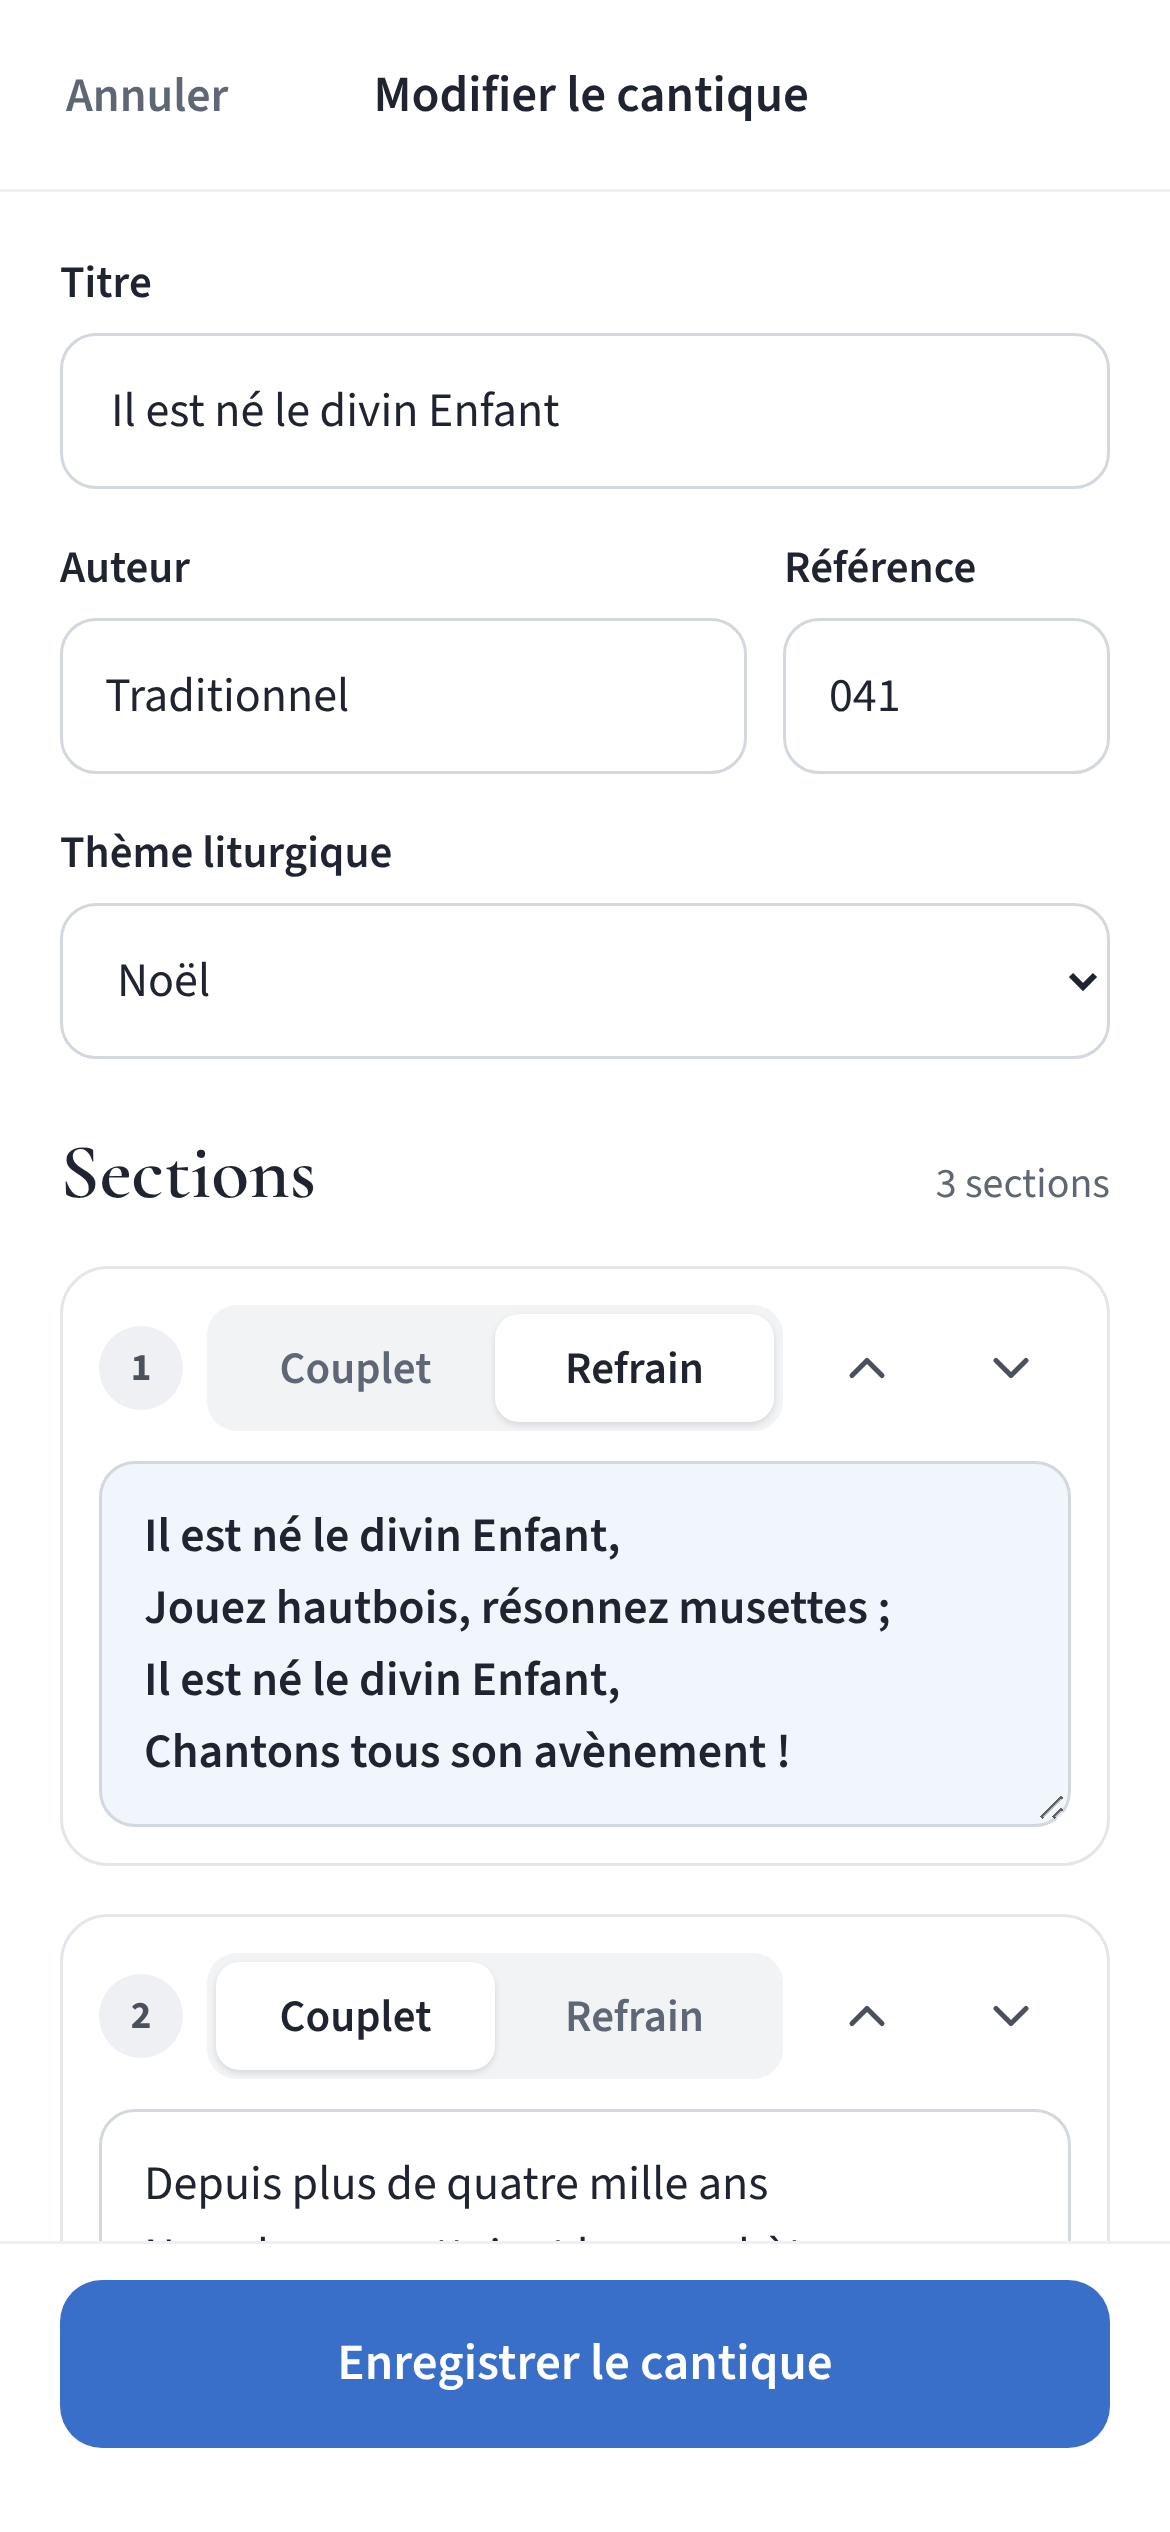 Annuler
Modifier le cantique
Titre
Il est né le divin Enfant
Auteur
Référence
Traditionnel
041
Thème liturgique
Noël
Sections
3 sections
1
Couplet
Refrain
Il est né le divin Enfant,
Jouez hautbois, résonnez musettes ;
Il est né le divin Enfant,
Chantons tous son avènement !
2
Couplet
Refrain
Depuis plus de quatre mille ans
Enregistrer le cantique